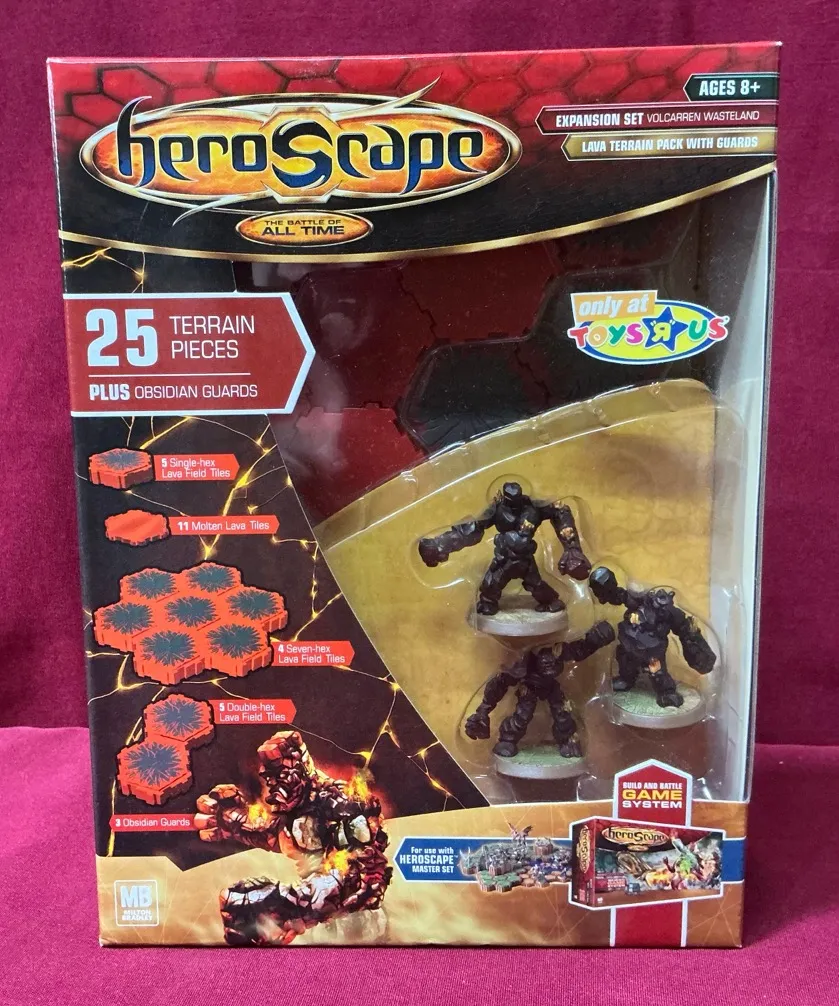 AGES 8+
EXPANSION SET VOLCARREN WASTELAND
LAVA TERRAIN PACK WITH GUARDS
heroScape™
THE BATTLE OF
ALL TIME
only at
TOYS R US
25 TERRAIN
PIECES
PLUS OBSIDIAN GUARDS
5 Single-hex
Lava Field Tiles
11 Molten Lava Tiles
4 Seven-hex
Lava Field Tiles
5 Double-hex
Lava Field Tiles
3 Obsidian Guards
BUILD AND BATTLE
GAME
SYSTEM
For use with
HEROSCAPE™
MASTER SET
heroScape
MB
MILTON
BRADLEY